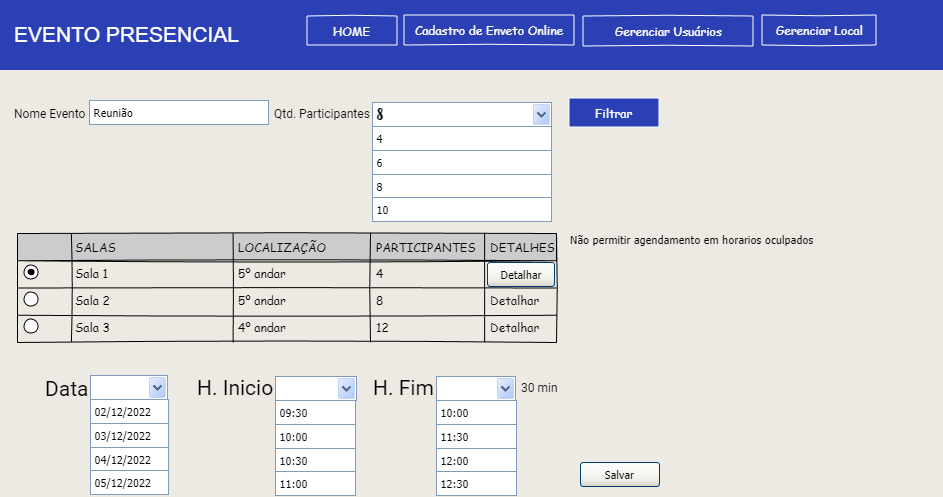 EVENTO PRESENCIAL HOME Cadastro de Enveto Online Gerenciar Usuários Gerenciar Local
Nome Evento Reunião Qtd. Participantes 8 Filtrar
4
6
8
10
SALAS LOCALIZAÇÃO PARTICIPANTES DETALHES Não permitir agendamento em horarios oculpados
Sala 1 5º andar 4 Detalhar
Sala 2 5º andar 8 Detalhar
Sala 3 4º andar 12 Detalhar
Data H. Inicio H. Fim 30 min
02/12/2022 09:30 10:00
03/12/2022 10:00 11:30
04/12/2022 10:30 12:00
05/12/2022 11:00 12:30
Salvar